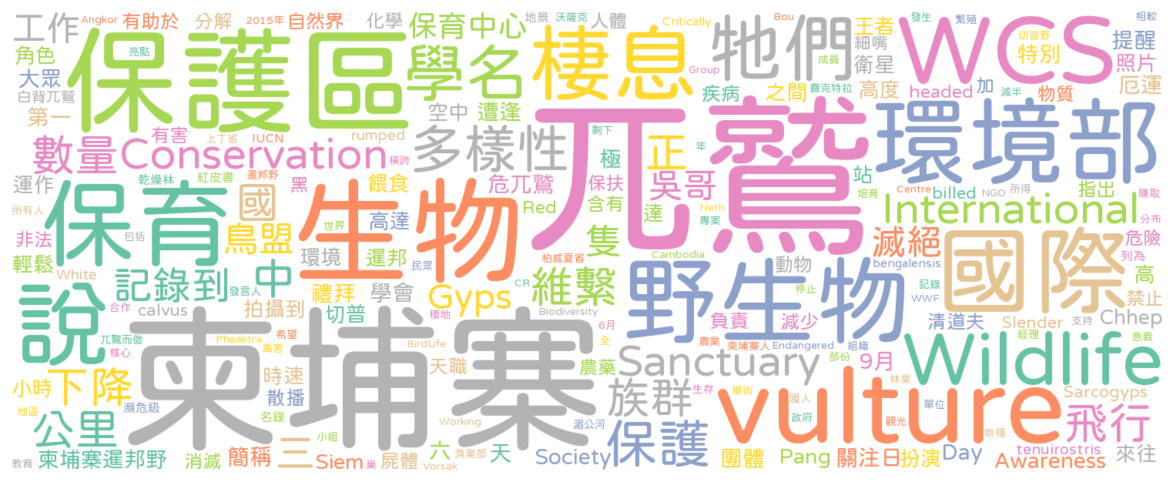 工作
有助於
分解
2015年
自然界
化學
保育中心
地景
沃薩克
人體
Critically
牠們
Bou
王者
WCS
發生
繁殖
相較
Angkor
角色
亮點
保護區
學名
棲息
Group
成員
細嘴
衛星
切普野
特別
提醒
照片
大眾
白背兀鷲
空中
遭逢
疾病
費克特拉
之間
高度
headed
加
減半
物質
厄運
第一
有害
上丁省
IUCN
rumped
多樣性
剩下
年
兀鷲
環境部
數量
Conservation
橫跨
正
極
站
培育
Centre
NGO
所得
賺取
運作
乾燥林
紅皮書
暹邦野
黑
餵食
危兀鷲
保扶
吳哥
billed
指出
所有人
保育
國
生物
高達
Red
含有
達
專案
Neth
International
分布
非法
包括
鳥盟
世界
環境
暹邦
民眾
隻
柏威夏省
Cambodia
動物
滅絕
bengalensis
國際
危險
列為
輕鬆
White
記錄到
中
禮拜
學會
Gyps
CR
維繫
野生物
停止
記錄
WWF
高
禁止
說
合作
發言人
calvus
拍攝到
切普
棲地
Biodiversity
6月
全
負責
減少
清道夫
Slender
支持
Chhep
意義
兀鷲而傲
核心
Pheaktra
毒害
希望
柬埔寨
BirdLife
農業
柬埔寨人
Endangered
組織
經理
小時
下降
時速
天職
農藥
Sanctuary
部份
9月
林業
Wildlife
地區
瀕危級
散播
族群
生存
學術
國人
單位
Sarcogyps
公里
名錄
小組
Working
湄公河
vulture
政府
觀光
物種
飛行
教育
柬埔寨暹邦野
消滅
簡稱
三
Siem
巢
屍體
Vorsak
六
漁業部
天
Society
保護
團體
Pang
關注日
扮演
Day
Awareness
tenuirostris
來往